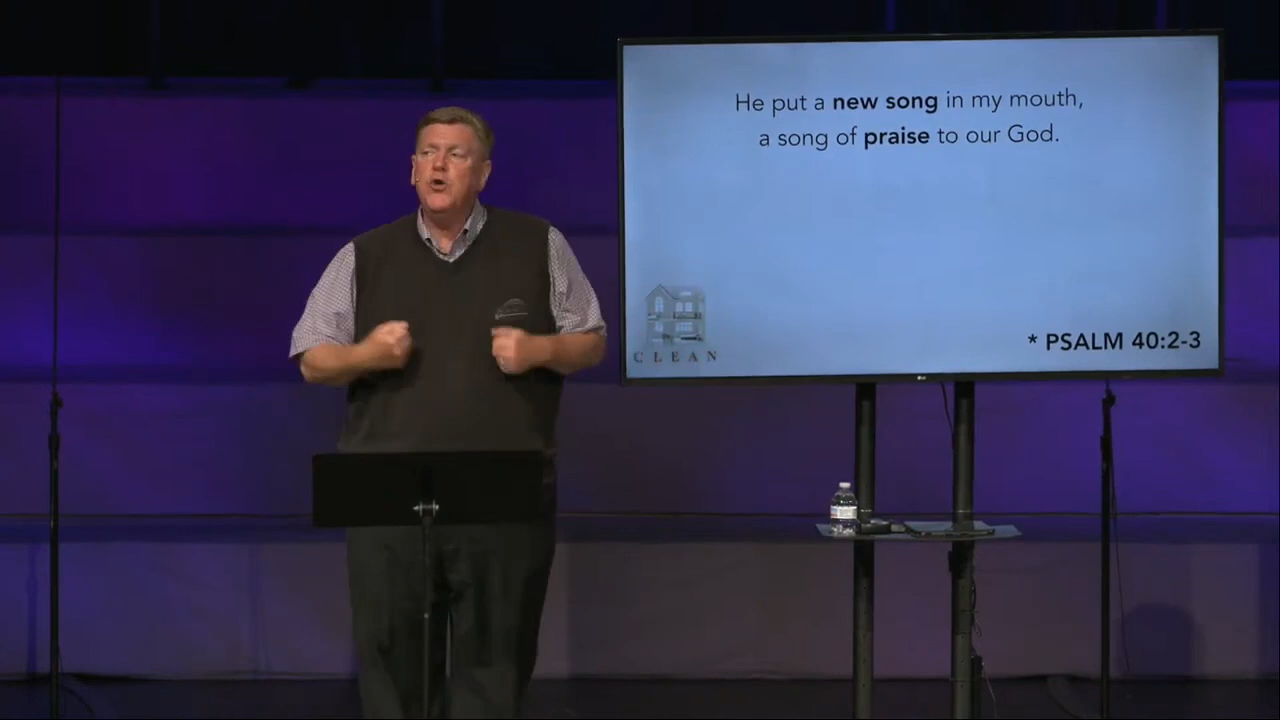 He put a new song in my mouth,
a song of praise to our God.
CLEAN
* PSALM 40:2-3